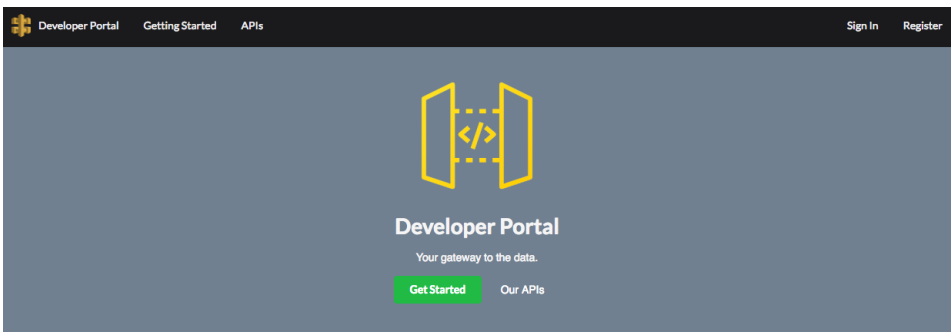 Developer Portal Getting Started APIs Sign In Register
</>
Developer Portal
Your gateway to the data.
Get Started Our APIs